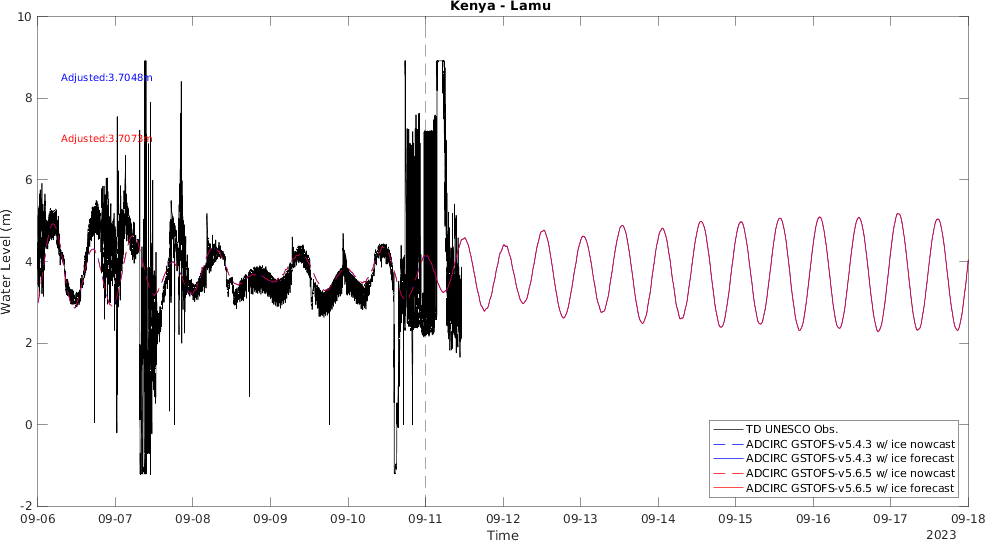 Kenya - Lamu
10
8
6
4
2
0
-2
Water Level (m)
Adjusted:3.7048m
Adjusted:3.7073m
TD UNESCO Obs.
ADCIRC GSTOFS-v5.4.3 w/ ice nowcast
ADCIRC GSTOFS-v5.4.3 w/ ice forecast
ADCIRC GSTOFS-v5.6.5 w/ ice nowcast
ADCIRC GSTOFS-v5.6.5 w/ ice forecast
09-06 09-07 09-08 09-09 09-10 09-11 09-12 09-13 09-14 09-15 09-16 09-17 09-18
Time
2023